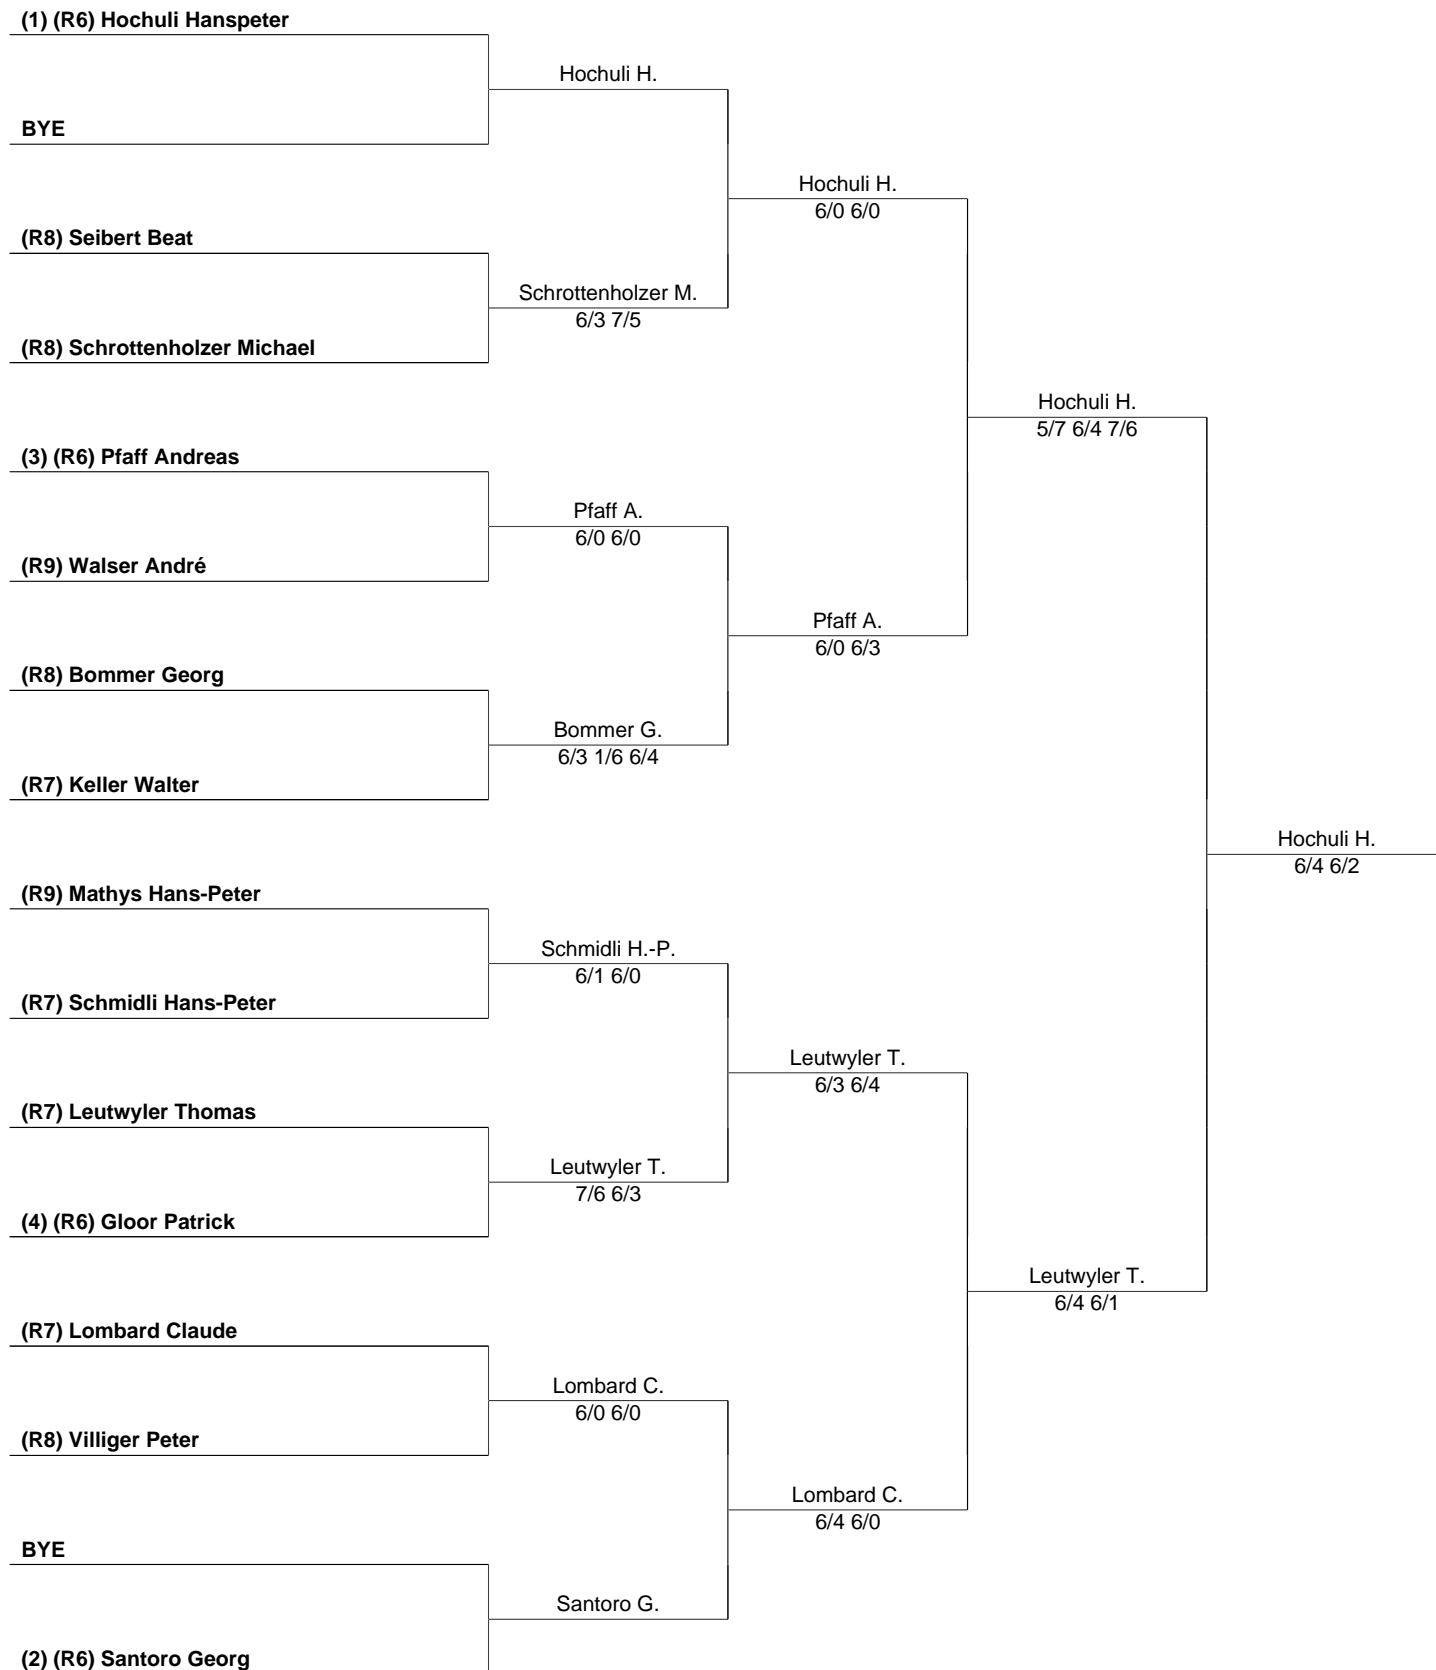 (1) (R6) Hochuli Hanspeter
Hochuli H.
BYE
Hochuli H.
6/0 6/0
(R8) Seibert Beat
Schrottenholzer M.
6/3 7/5
(R8) Schrottenholzer Michael
Hochuli H.
5/7 6/4 7/6
(3) (R6) Pfaff Andreas
Pfaff A.
6/0 6/0
(R9) Walser André
Pfaff A.
6/0 6/3
(R8) Bommer Georg
Bommer G.
6/3 1/6 6/4
(R7) Keller Walter
Hochuli H.
6/4 6/2
(R9) Mathys Hans-Peter
Schmidli H.-P.
6/1 6/0
(R7) Schmidli Hans-Peter
Leutwyler T.
6/3 6/4
(R7) Leutwyler Thomas
Leutwyler T.
7/6 6/3
(4) (R6) Gloor Patrick
Leutwyler T.
6/4 6/1
(R7) Lombard Claude
Lombard C.
6/0 6/0
(R8) Villiger Peter
Lombard C.
6/4 6/0
BYE
Santoro G.
(2) (R6) Santoro Georg